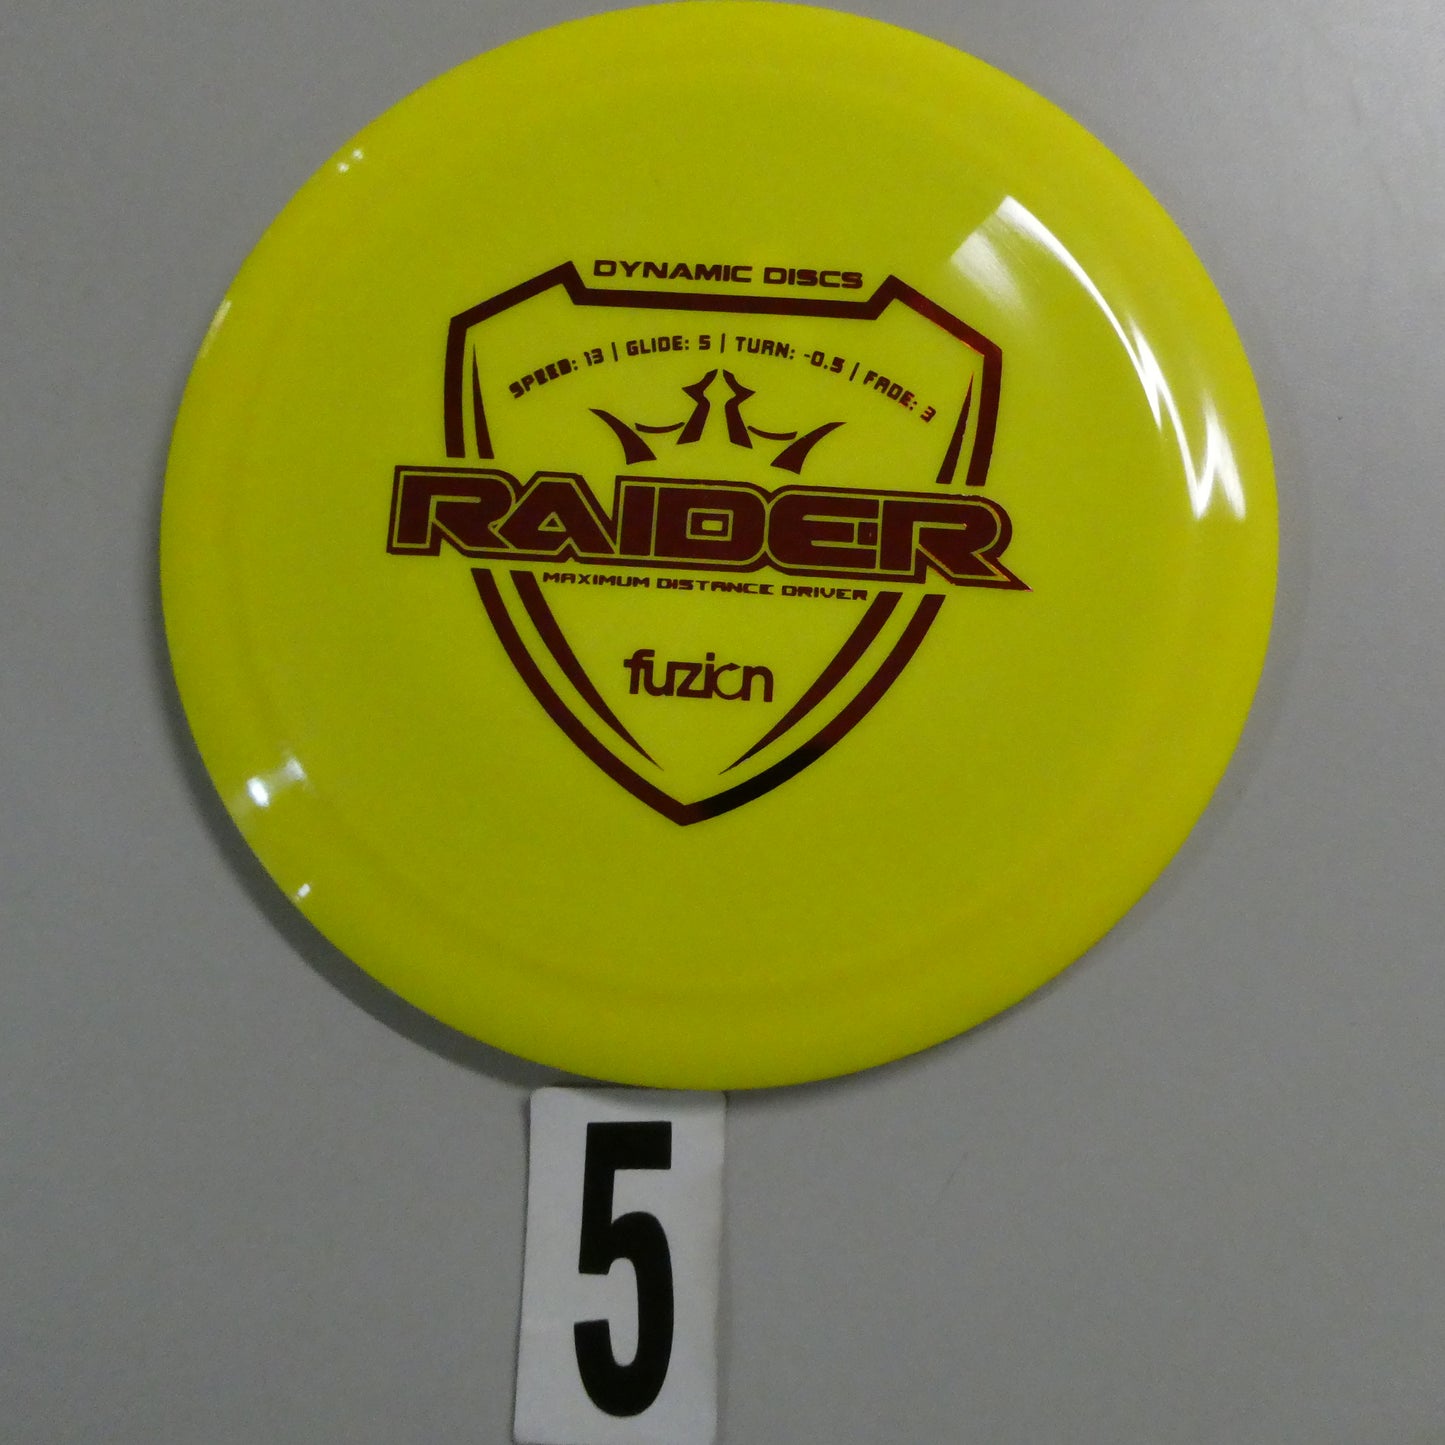 DYNAMIC DISCS
SPEED: 13 | GLIDE: 5 | TURN: -0.5 | FADE: 3
RAIDER
MAXIMUM DISTANCE DRIVER
fuzion
5